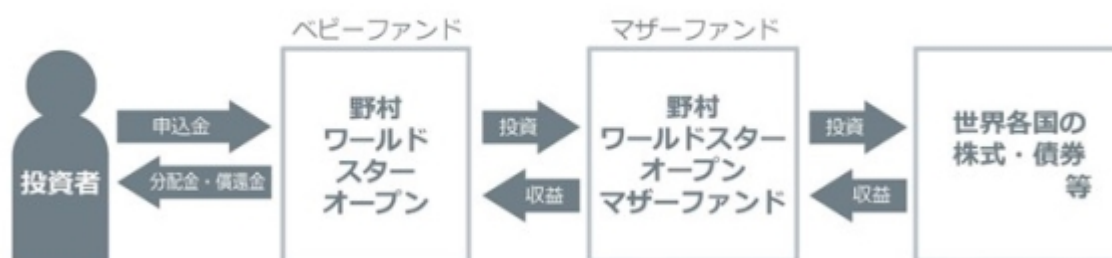 ベビーファンド
マザーファンド
投資者
申込金
分配金・償還金
野村
ワールド
スター
オープン
投資
収益
野村
ワールドスター
オープン
マザーファンド
投資
収益
世界各国の
株式・債券
等